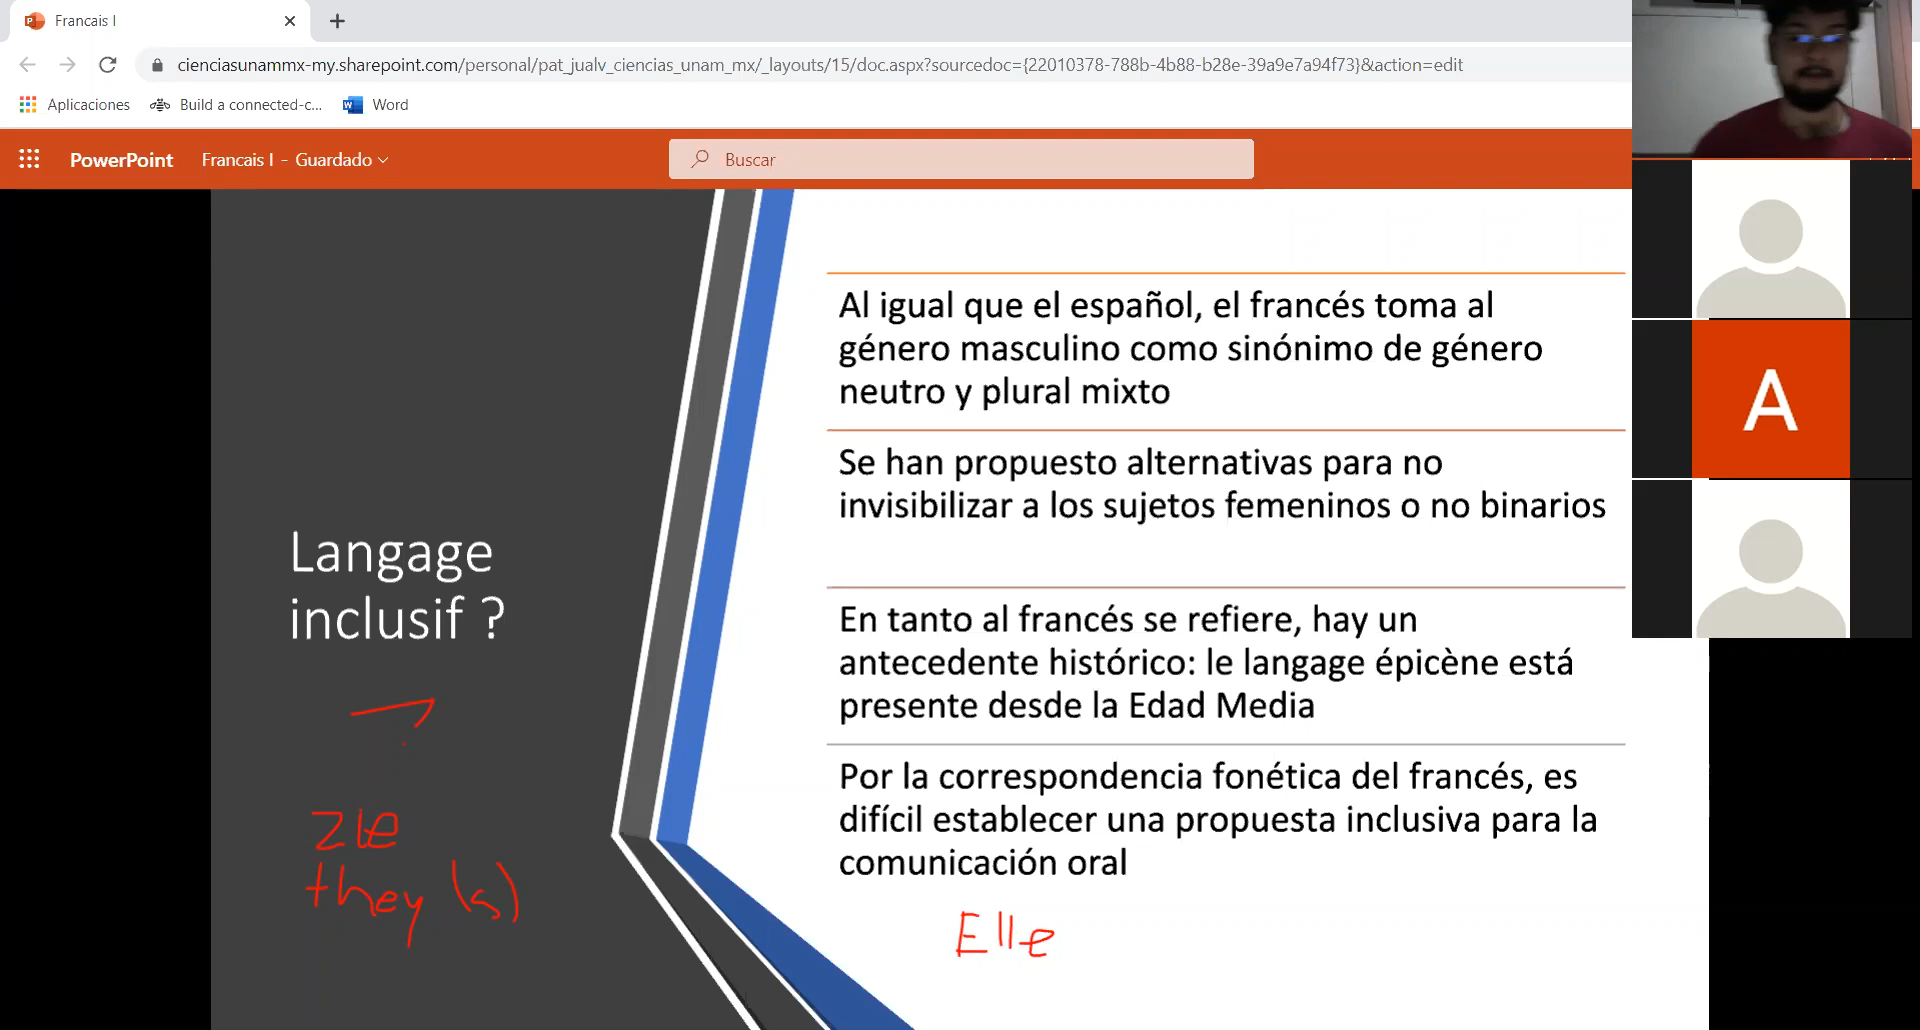 Francais I
ciencias​unammx-my.sharepoint.com/personal/pat_jualv_ciencias_unam_mx/_layouts/15/doc.aspx?sourcedoc={22010378-788b-4b88-b28e-39a9e7a94f73}&action=edit
Aplicaciones Build a connected-c... Word
PowerPoint Francais I - Guardado Buscar
Langage
inclusif ?
?
zie
they (s)
Al igual que el español, el francés toma al
género masculino como sinónimo de género
neutro y plural mixto
Se han propuesto alternativas para no
invisibilizar a los sujetos femeninos o no binarios
En tanto al francés se refiere, hay un
antecedente histórico: le langage épicène está
presente desde la Edad Media
Por la correspondencia fonética del francés, es
difícil establecer una propuesta inclusiva para la
comunicación oral
Elle
A